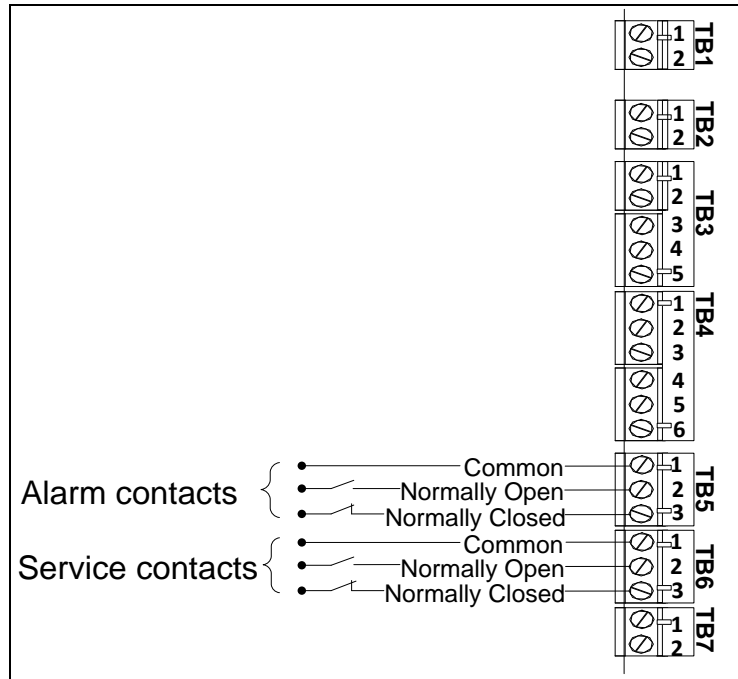 1
2
TB1
1
2
TB2
1
2
3
4
5
TB3
1
2
3
4
5
6
TB4
Alarm contacts
Common 1
Normally Open 2
Normally Closed 3
TB5
Service contacts
Common 1
Normally Open 2
Normally Closed 3
TB6
1
2
TB7